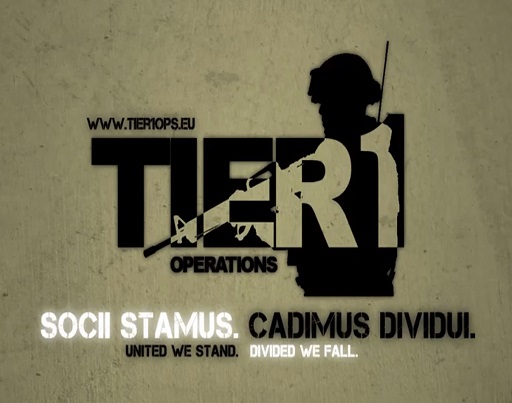 WWW.TIER1OPS.EU
TIER1
OPERATIONS
SOCII STAMUS. CADIMUS DIVIDUI.
UNITED WE STAND. DIVIDED WE FALL.